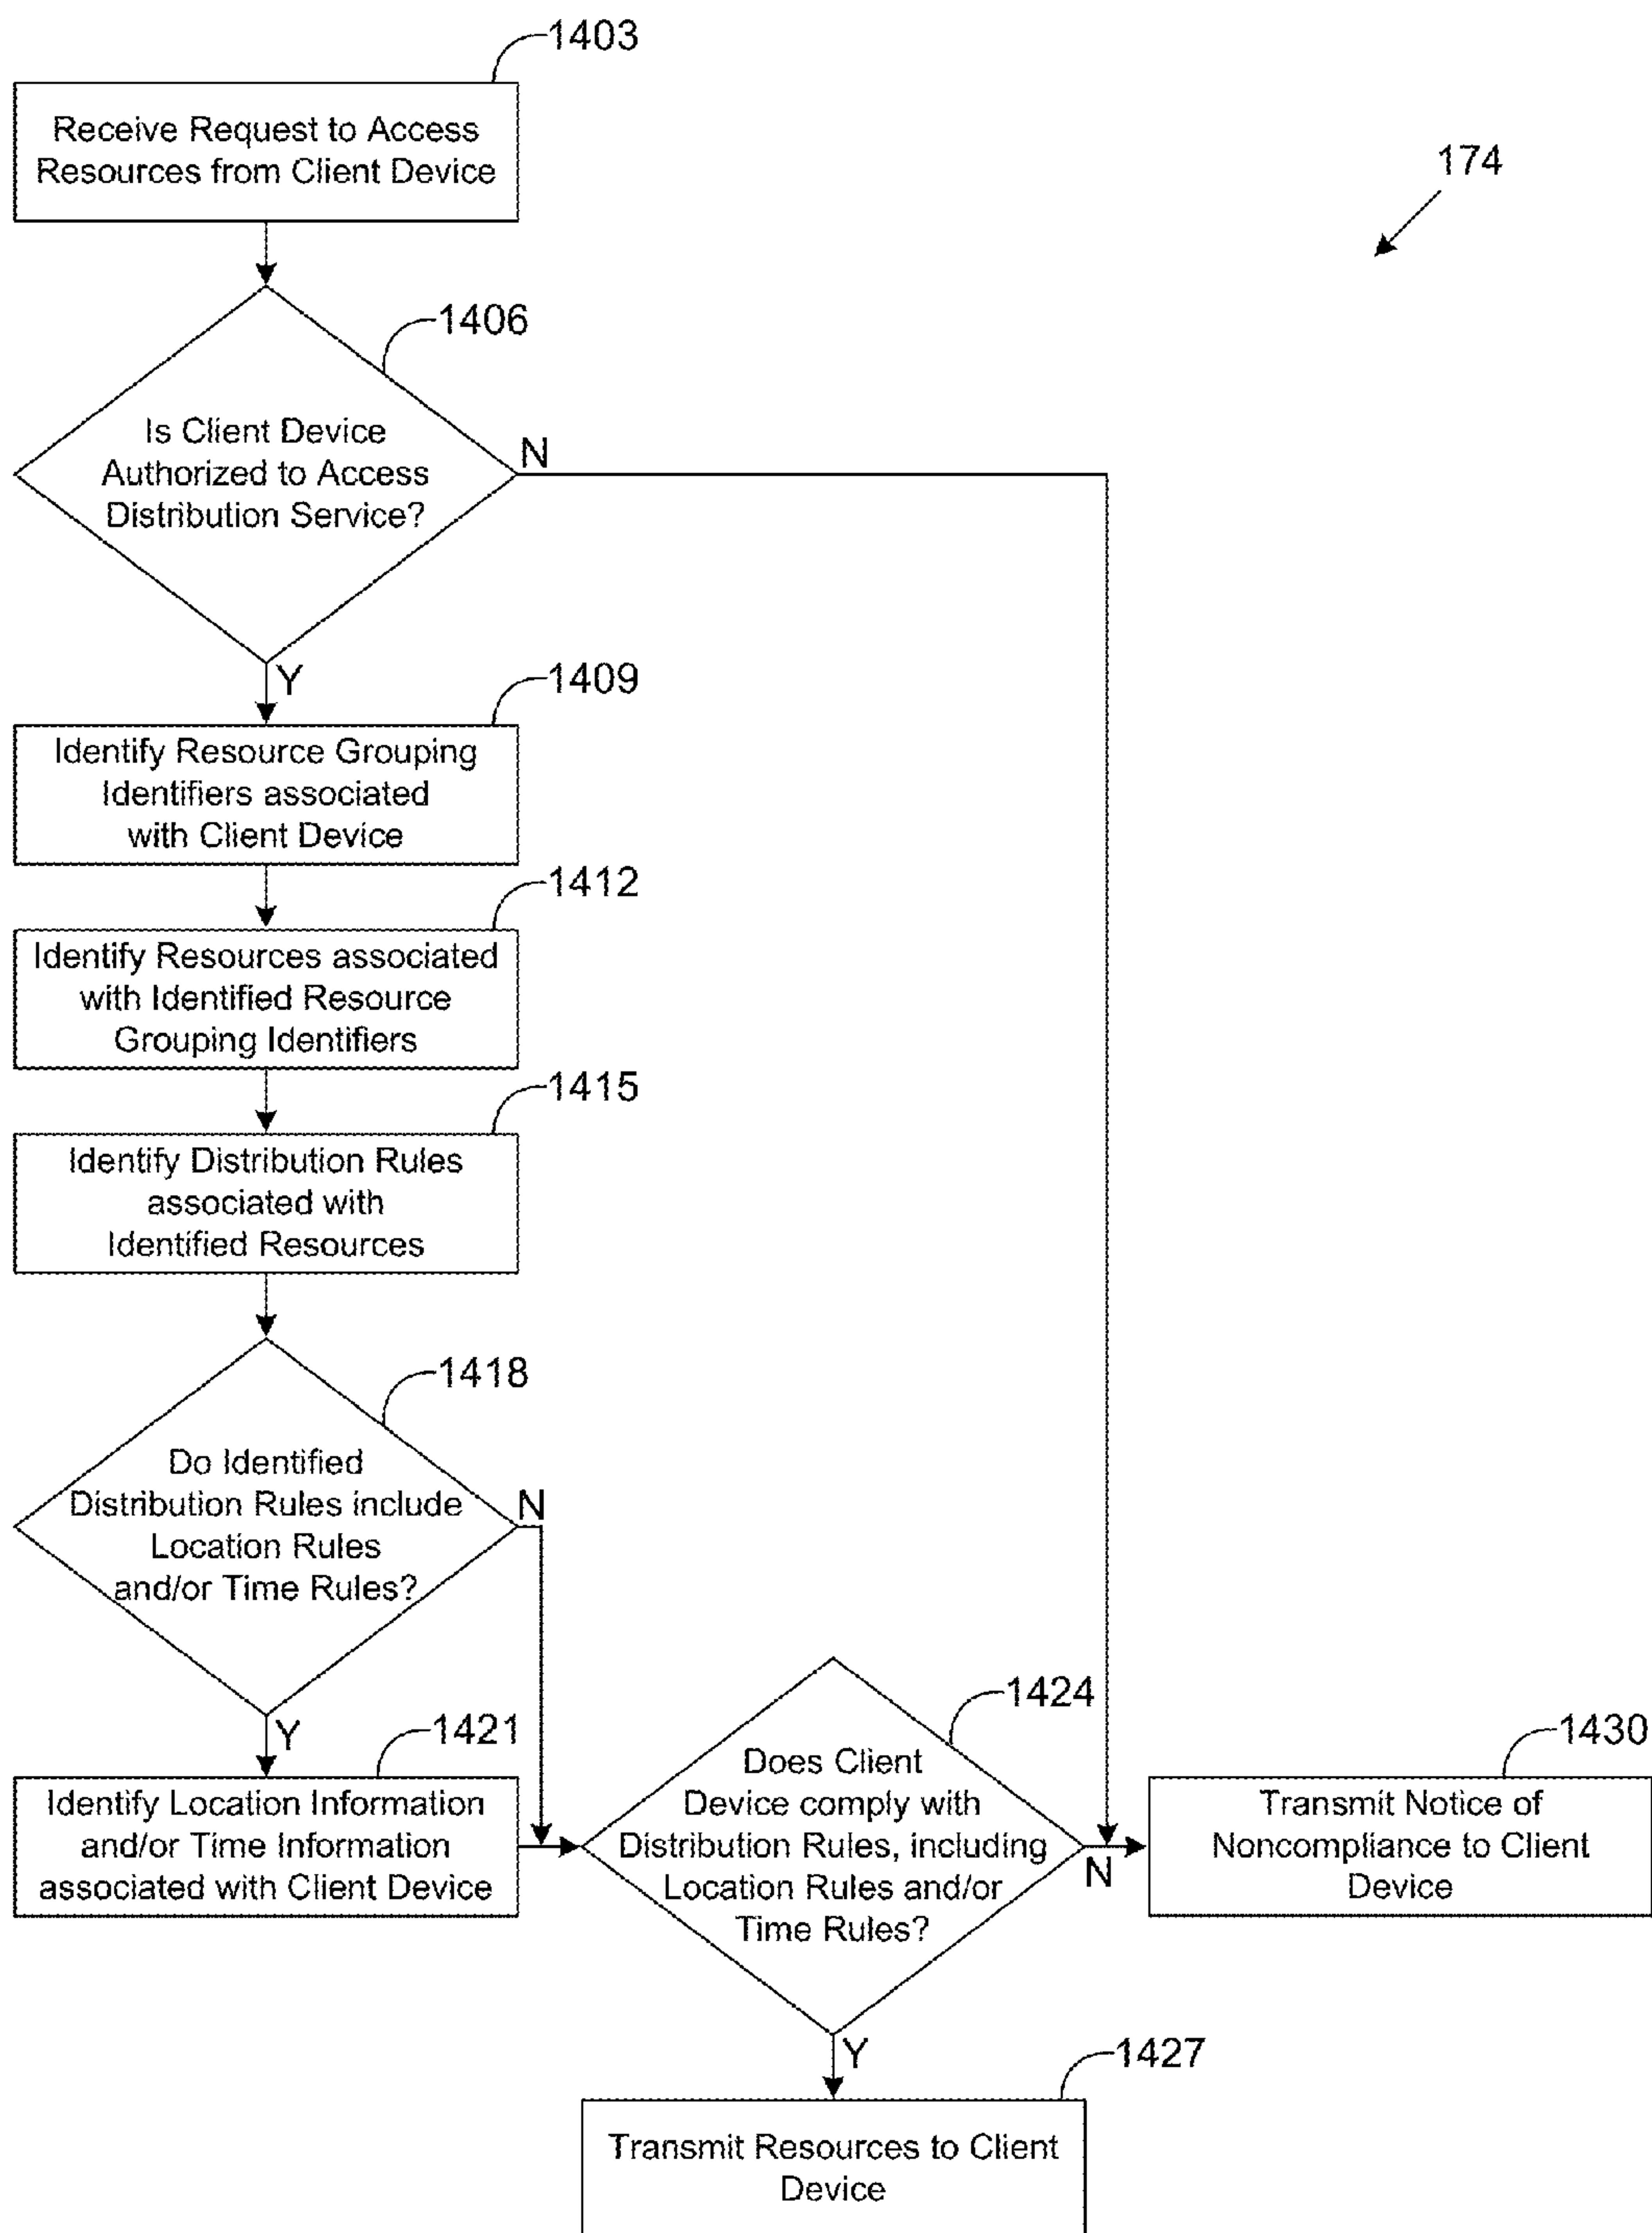 1403
Receive Request to Access
Resources from Client Device
174
1406
Is Client Device
Authorized to Access
Distribution Service?
N
Y
1409
Identify Resource Grouping
Identifiers associated
with Client Device
1412
Identify Resources associated
with Identified Resource
Grouping Identifiers
1415
Identify Distribution Rules
associated with
Identified Resources
1418
Do Identified
Distribution Rules include
Location Rules
and/or Time Rules?
N
Y
1421
Identify Location Information
and/or Time Information
associated with Client Device
1424
Does Client
Device comply with
Distribution Rules, including
Location Rules and/or
Time Rules?
N
Y
1430
Transmit Notice of
Noncompliance to Client
Device
1427
Transmit Resources to Client
Device